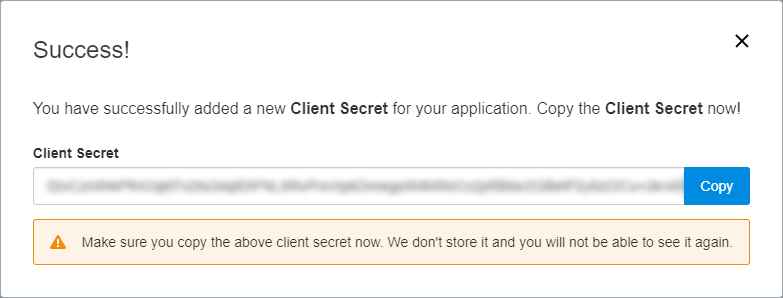 Success!
You have successfully added a new Client Secret for your application. Copy the Client Secret now!
Client Secret
Copy
Make sure you copy the above client secret now. We don't store it and you will not be able to see it again.